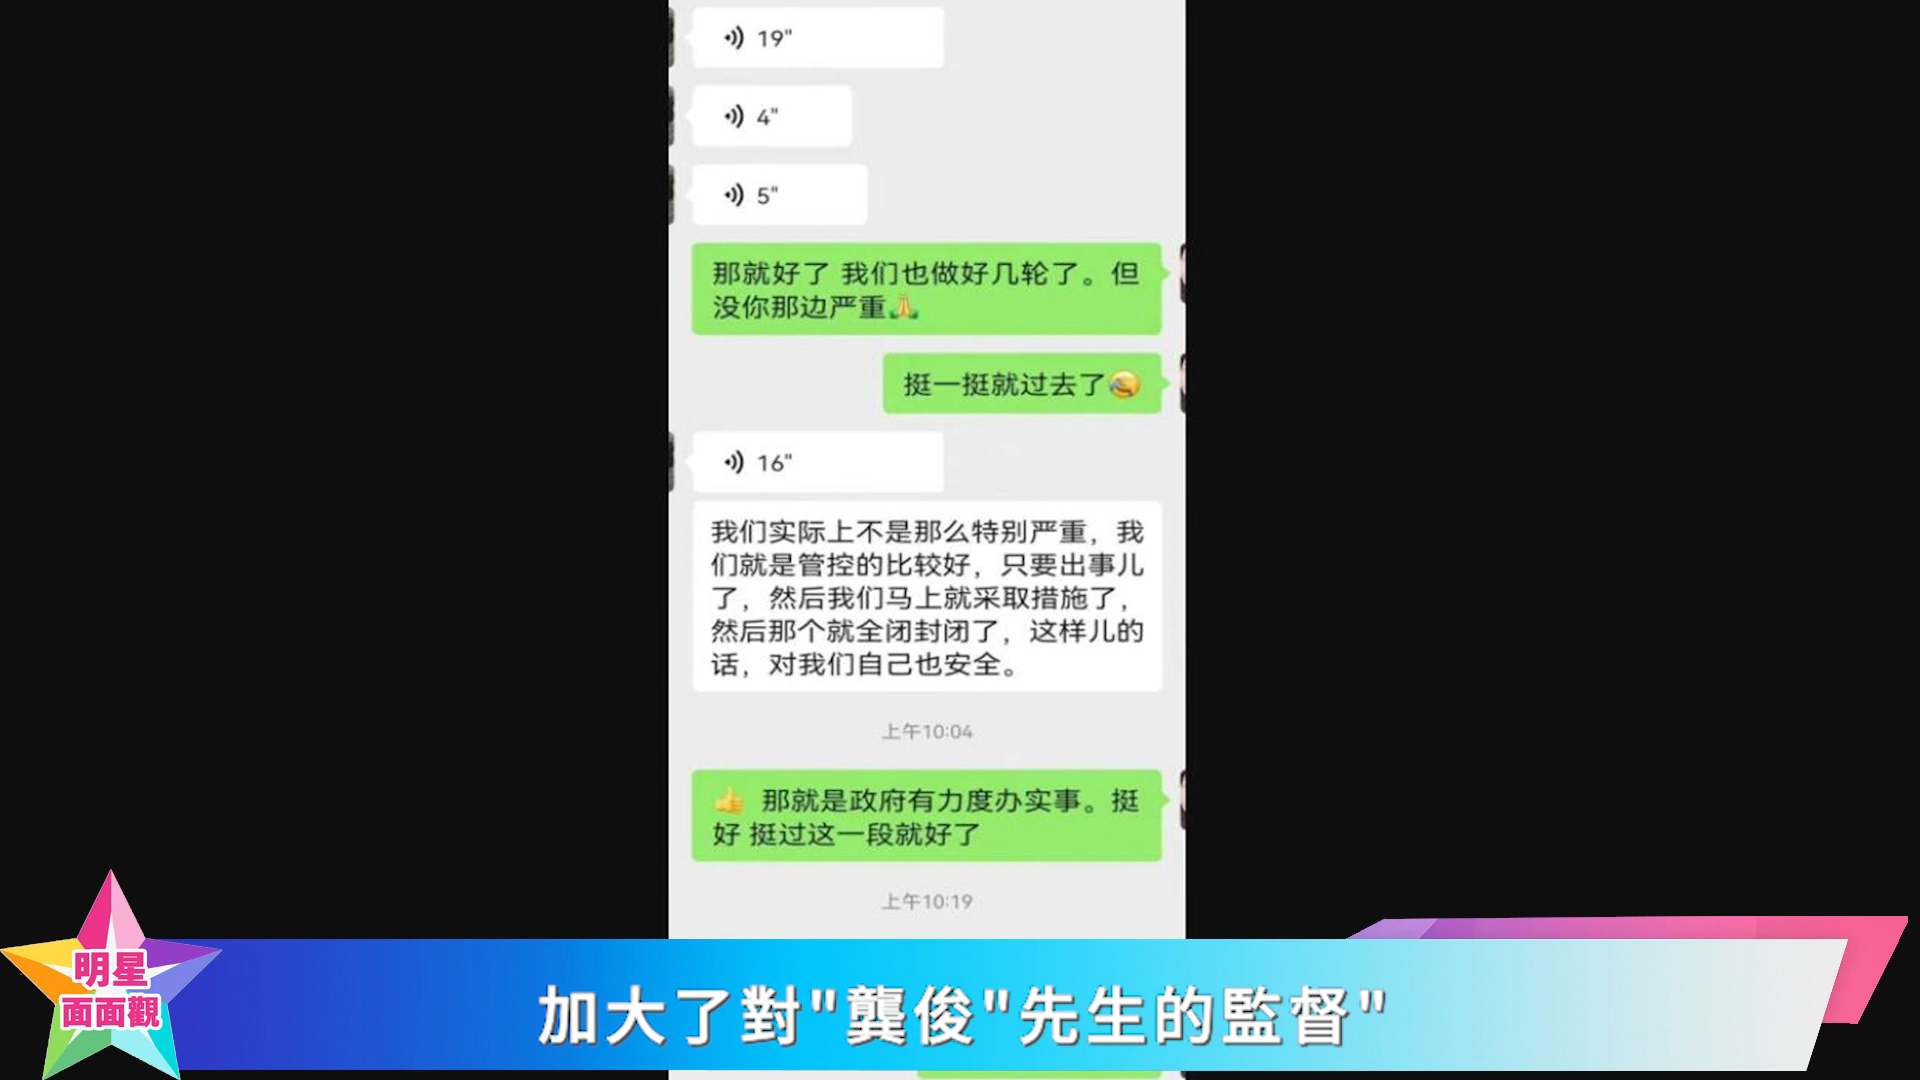 19"
4"
5"
那就好了 我们也做好几轮了。但
没你那边严重🙏
挺一挺就过去了
16"
我们实际上不是那么特别严重，我
们就是管控的比较好，只要出事儿
了，然后我们马上就采取措施了，
然后那个就全闭封闭了，这样儿的
话，对我们自己也安全。
上午10:04
👍 那就是政府有力度办实事。挺
好 挺过这一段就好了
上午10:19
明星
面面觀
加大了對"龔俊"先生的監督"